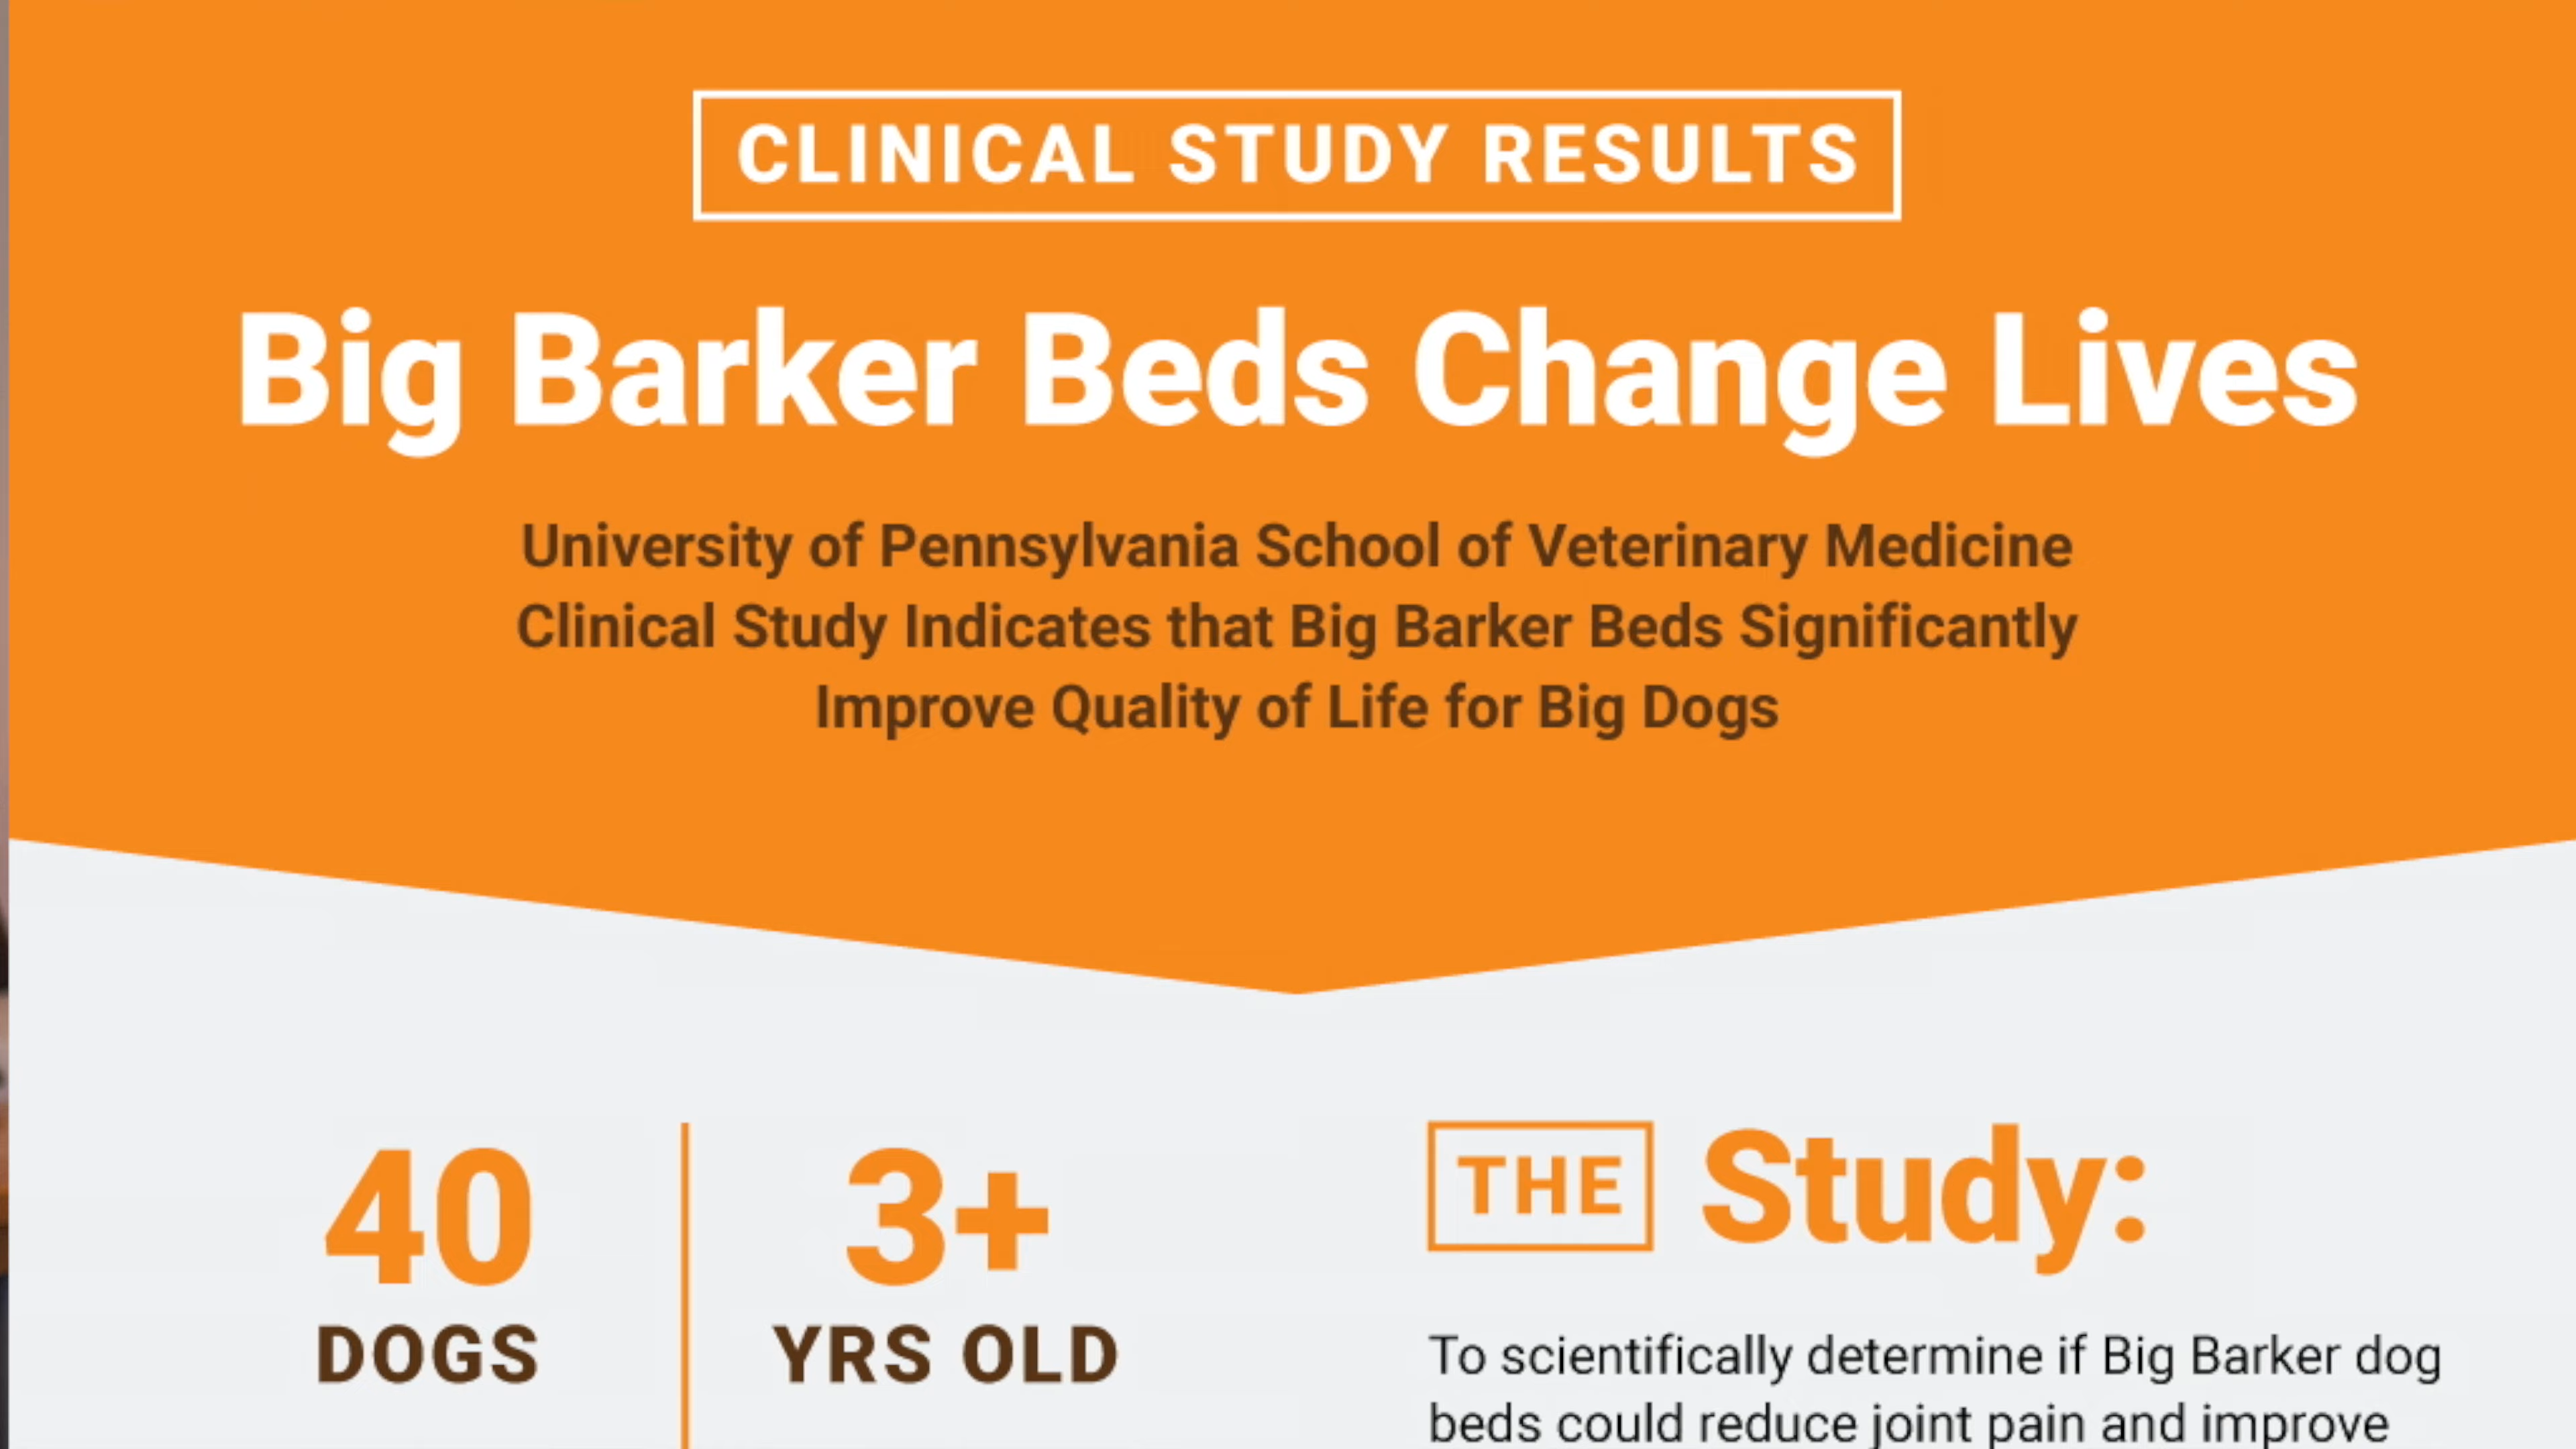 CLINICAL STUDY RESULTS
Big Barker Beds Change Lives
University of Pennsylvania School of Veterinary Medicine
Clinical Study Indicates that Big Barker Beds Significantly
Improve Quality of Life for Big Dogs
40
DOGS
3+
YRS OLD
THE Study:
To scientifically determine if Big Barker dog
beds could reduce joint pain and improve